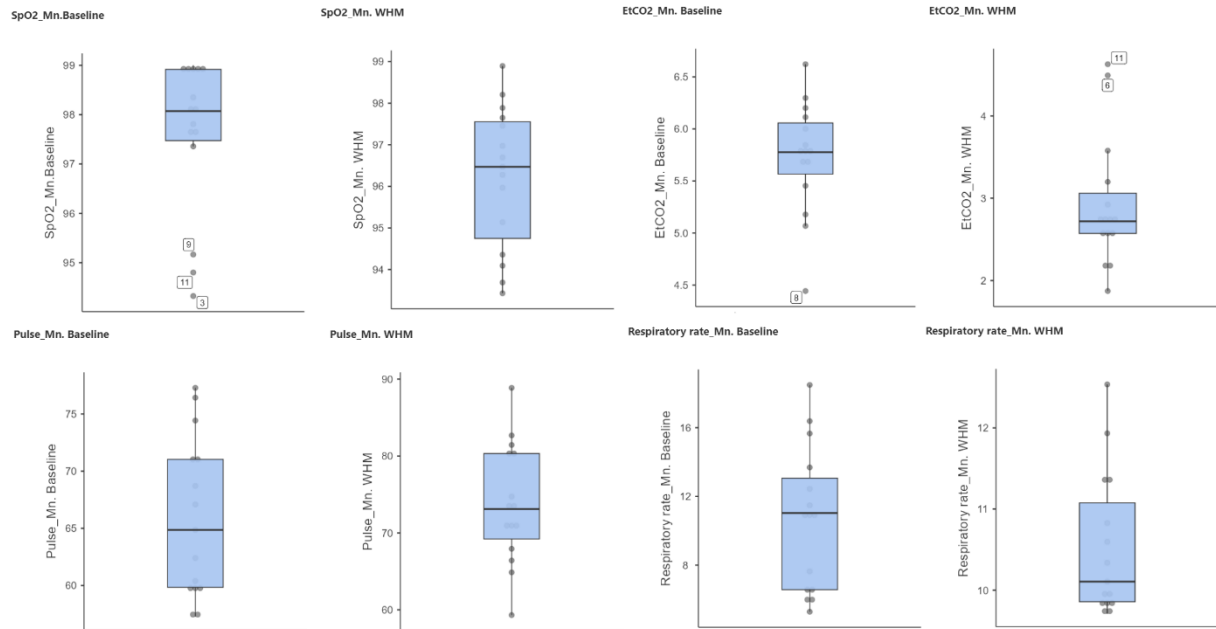 SpO2_Mn.Baseline
SpO2_Mn. WHM
EtCO2_Mn. Baseline
EtCO2_Mn. WHM
SpO2_Mn.Baseline
99
98
97
96
95
9
11
3
SpO2_Mn. WHM
99
98
97
96
95
94
EtCO2_Mn. Baseline
6.5
6.0
5.5
5.0
4.5
8
EtCO2_Mn. WHM
4
3
2
11
6
Pulse_Mn. Baseline
Pulse_Mn. WHM
Respiratory rate_Mn. Baseline
Respiratory rate_Mn. WHM
Pulse_Mn. Baseline
75
70
65
60
Pulse_Mn. WHM
90
80
70
60
Respiratory rate_Mn. Baseline
16
12
8
Respiratory rate_Mn. WHM
12
11
10